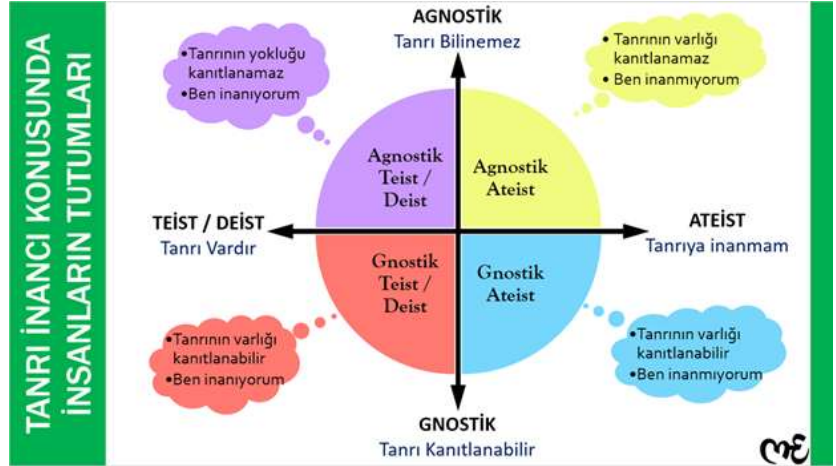 TANRI İNANCI KONUSUNDA
İNSANLARIN TUTUMLARI
AGNOSTİK
Tanrı Bilinemez
•Tanrının yokluğu
kanıtlanamaz
•Ben inanıyorum
• Tanrının varlığı
kanıtlanamaz
• Ben inanmıyorum
Agnostik
Teist /
Deist
Agnostik
Ateist
TEİST / DEİST
Tanrı Vardır
ATEİST
Tanrıya inanmam
Gnostik
Teist /
Deist
Gnostik
Ateist
•Tanrının varlığı
kanıtlanabilir
•Ben inanıyorum
•Tanrının varlığı
kanıtlanabilir
•Ben inanmıyorum
GNOSTİK
Tanrı Kanıtlanabilir